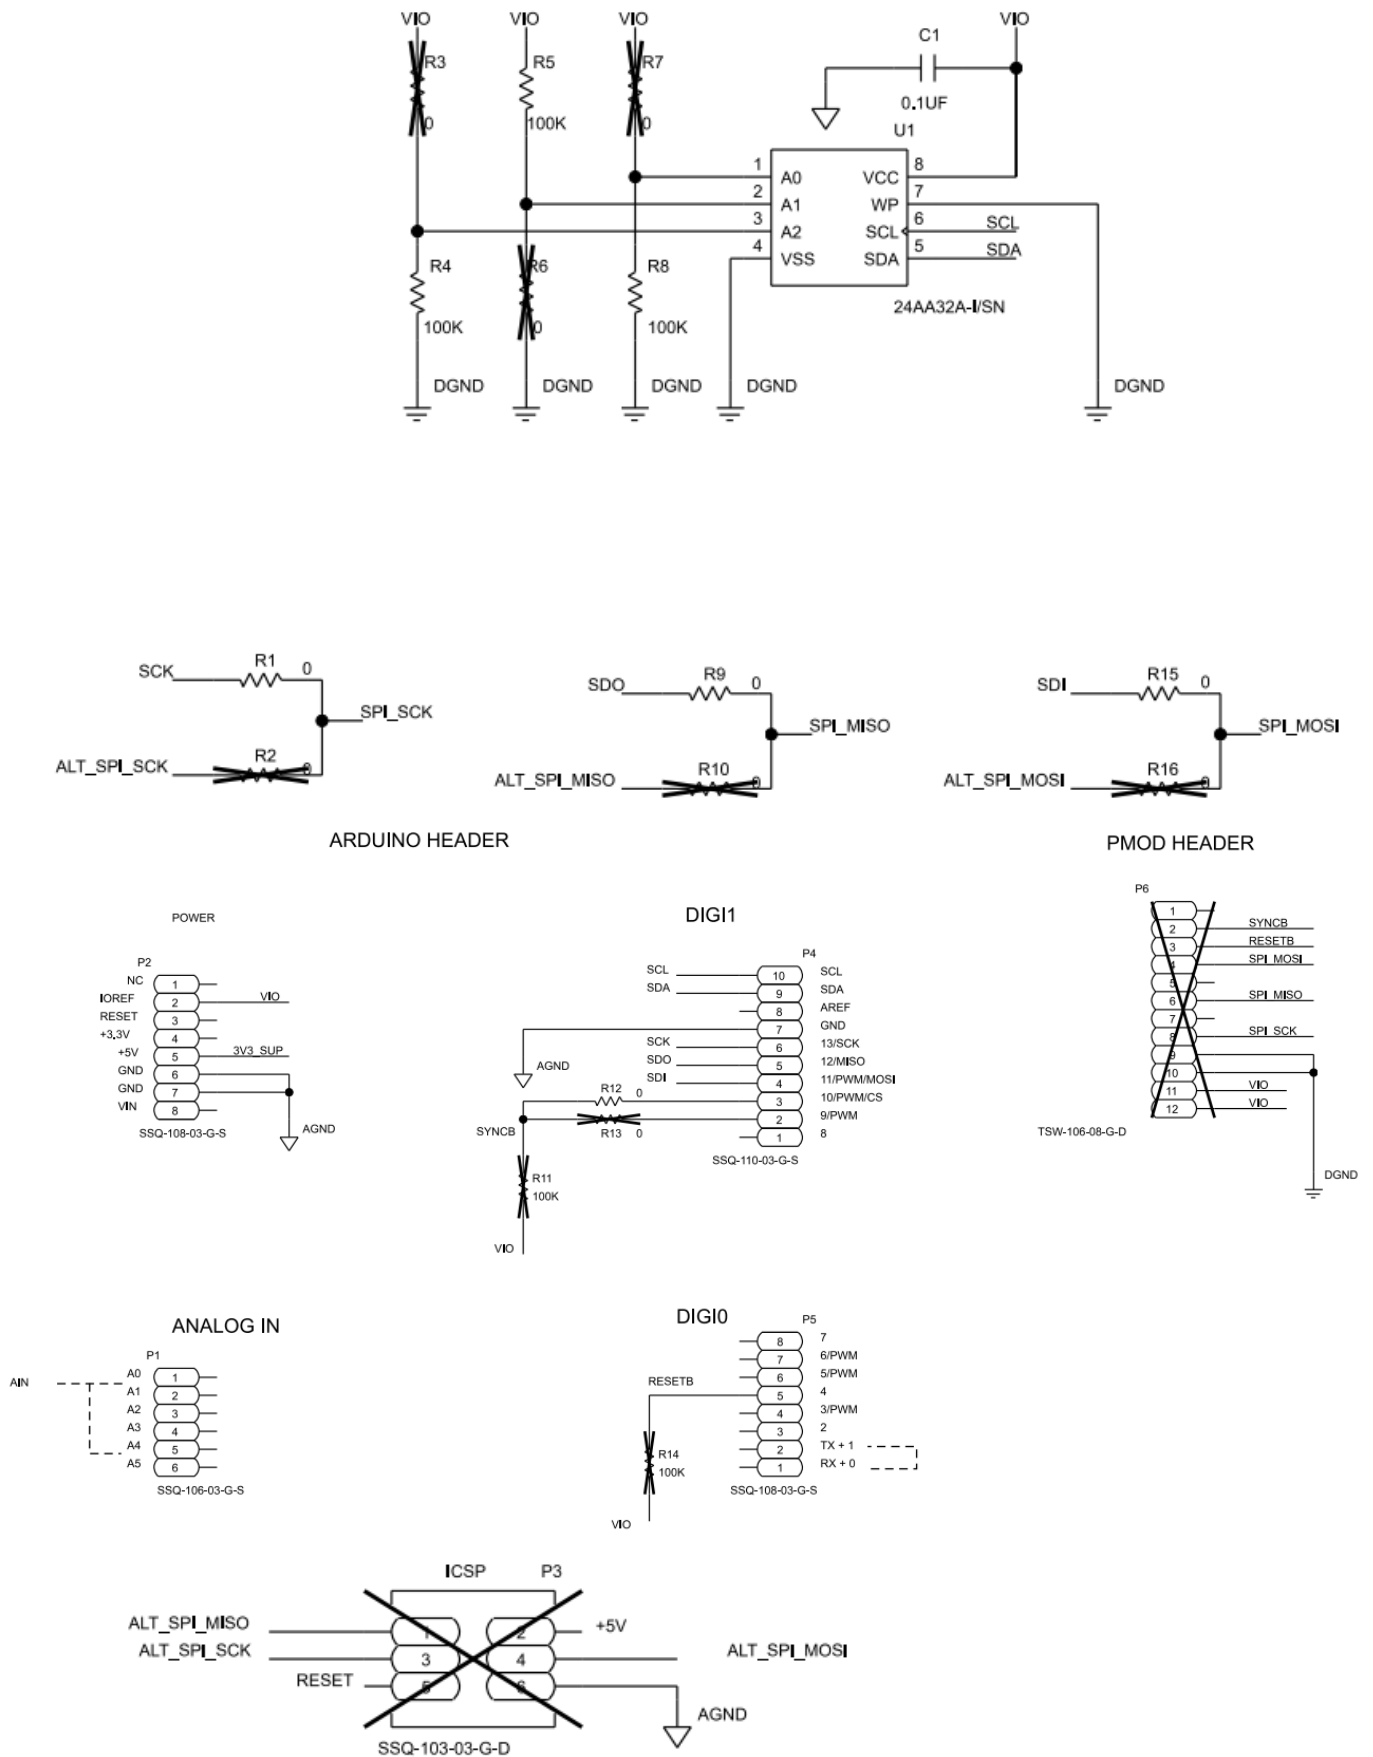 VIO VIO VIO VIO
R3 R5 R7 C1
0 100K 0 0.1UF
U1
1 A0 VCC 8
2 A1 WP 7
3 A2 SCL 6 SCL
4 VSS SDA 5 SDA
R4 R6 R8
24AA32A-I/SN
100K 0 100K
DGND DGND DGND DGND DGND
SCK R1 0
SPI_SCK
ALT_SPI_SCK R2 0
SDO R9 0
SPI_MISO
ALT_SPI_MISO R10 0
SDI R15 0
SPI_MOSI
ALT_SPI_MOSI R16 0
ARDUINO HEADER
PMOD HEADER
POWER
P2
NC 1
IOREF 2 VIO
RESET 3
+3.3V 4
+5V 5 3V3_SUP
GND 6
GND 7
VIN 8
AGND
SSQ-108-03-G-S
DIGI1
P4
SCL 10 SCL
SDA 9 SDA
8 AREF
7 GND
SCK 6 13/SCK
AGND
SDO 5 12/MISO
SDI 4 11/PWM/MOSI
R12 0 3 10/PWM/CS
2 9/PWM
SYNCB R13 0 1 8
SSQ-110-03-G-S
R11
100K
VIO
P6
1
2 SYNCB
3 RESETB
4 SPI_MOSI
5
6 SPI_MISO
7
8 SPI_SCK
9
10
11 VIO
12 VIO
TSW-106-08-G-D
DGND
ANALOG IN
P1
AIN A0 1
A1 2
A2 3
A3 4
A4 5
A5 6
SSQ-106-03-G-S
DIGI0
P5
8 7
7 6/PWM
6 5/PWM
RESETB 5 4
4 3/PWM
3 2
2 TX + 1
1 RX + 0
R14
100K
SSQ-108-03-G-S
VIO
ICSP P3
ALT_SPI_MISO 1 2 +5V
ALT_SPI_SCK 3 4 ALT_SPI_MOSI
RESET 5 6
AGND
SSQ-103-03-G-D